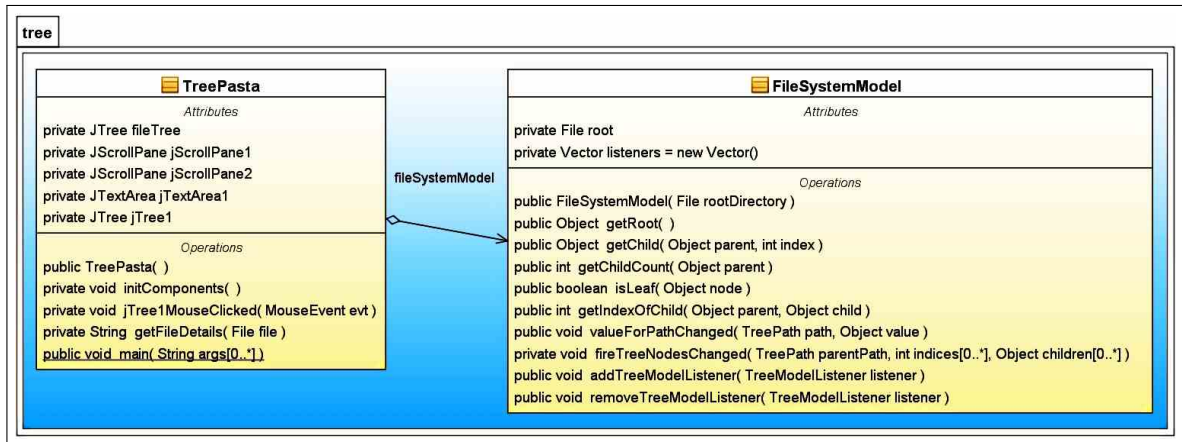 tree
TreePasta
Attributes
private JTree fileTree
private JScrollPane jScrollPane1
private JScrollPane jScrollPane2
private JTextArea jTextArea1
private JTree jTree1
Operations
public TreePasta( )
private void initComponents( )
private void jTree1MouseClicked( MouseEvent evt )
private String getFileDetails( File file )
public void main( String args[0..*] )
fileSystemModel
FileSystemModel
Attributes
private File root
private Vector listeners = new Vector()
Operations
public FileSystemModel( File rootDirectory )
public Object getRoot( )
public Object getChild( Object parent, int index )
public int getChildCount( Object parent )
public boolean isLeaf( Object node )
public int getIndexOfChild( Object parent, Object child )
public void valueForPathChanged( TreePath path, Object value )
private void fireTreeNodesChanged( TreePath parentPath, int indices[0..*], Object children[0..*] )
public void addTreeModelListener( TreeModelListener listener )
public void removeTreeModelListener( TreeModelListener listener )